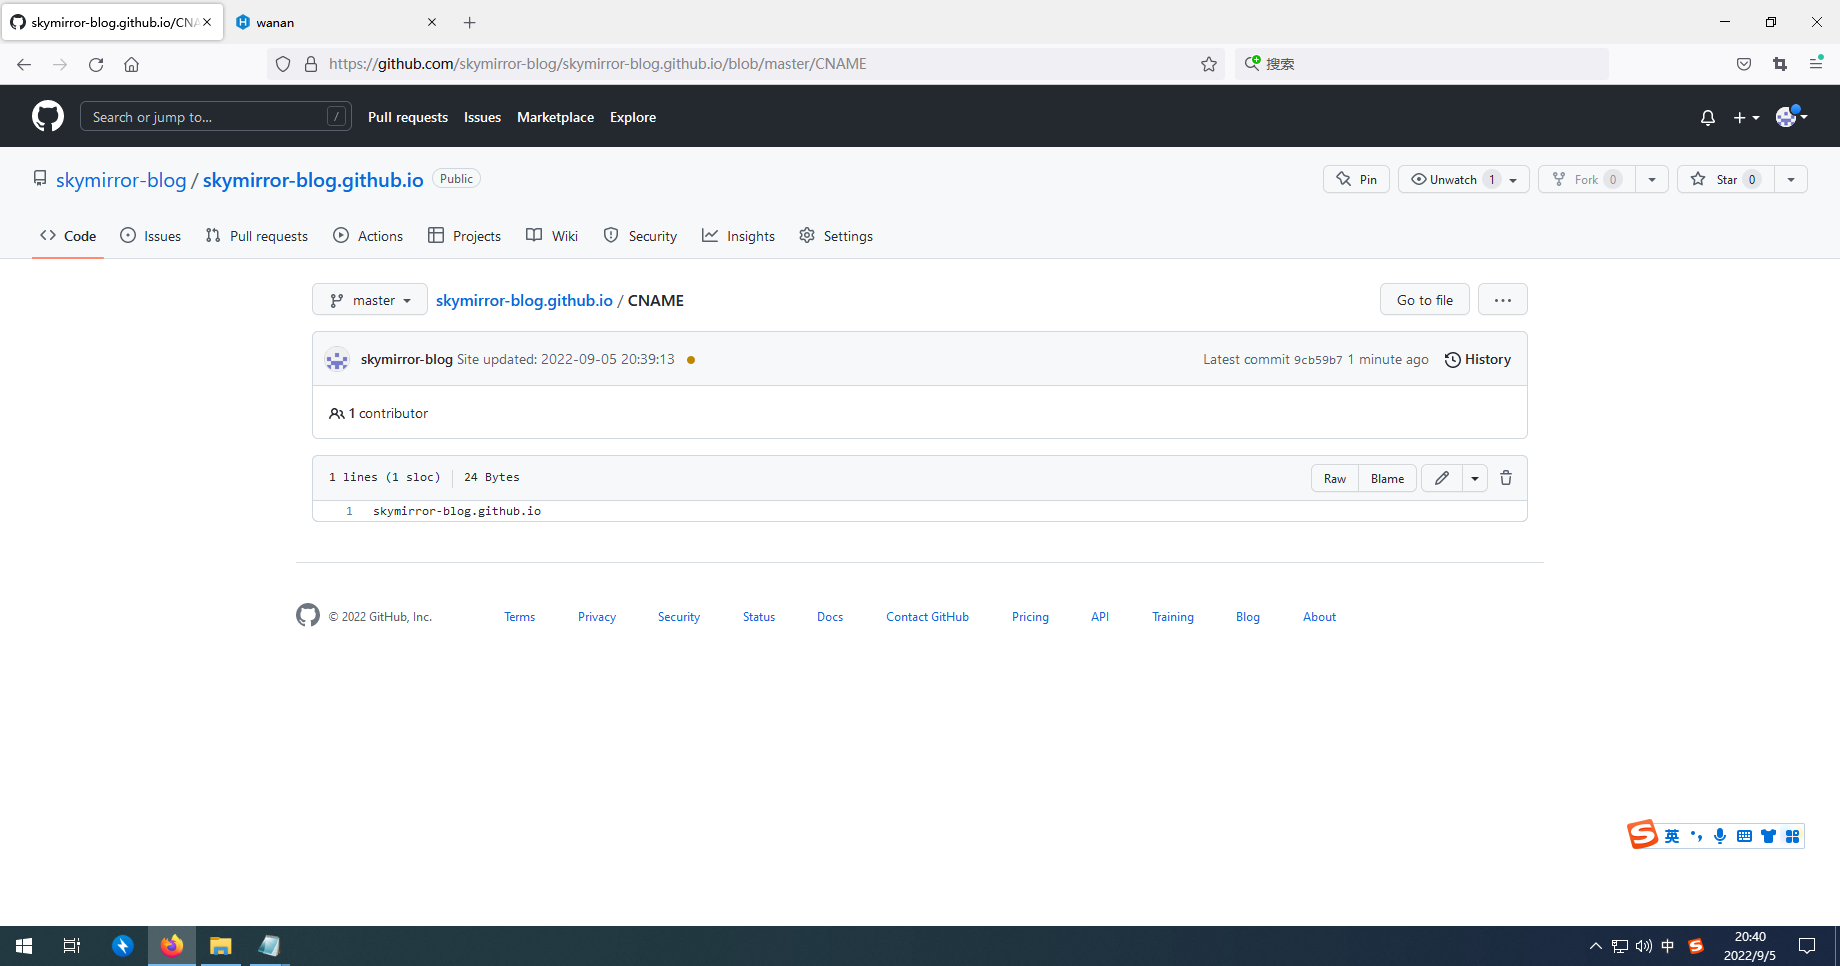 skymirror-blog.github.io/CNA
wanan
https://github.com/skymirror-blog/skymirror-blog.github.io/blob/master/CNAME
搜索
Search or jump to...
/
Pull requests
Issues
Marketplace
Explore
skymirror-blog / skymirror-blog.github.io
Public
Pin
Unwatch 1
Fork 0
Star 0
Code
Issues
Pull requests
Actions
Projects
Wiki
Security
Insights
Settings
master
skymirror-blog.github.io / CNAME
Go to file
skymirror-blog Site updated: 2022-09-05 20:39:13
Latest commit 9cb59b7 1 minute ago
History
1 contributor
1 lines (1 sloc)
24 Bytes
Raw
Blame
1 skymirror-blog.github.io
© 2022 GitHub, Inc.
Terms
Privacy
Security
Status
Docs
Contact GitHub
Pricing
API
Training
Blog
About
英
中
20:40
2022/9/5